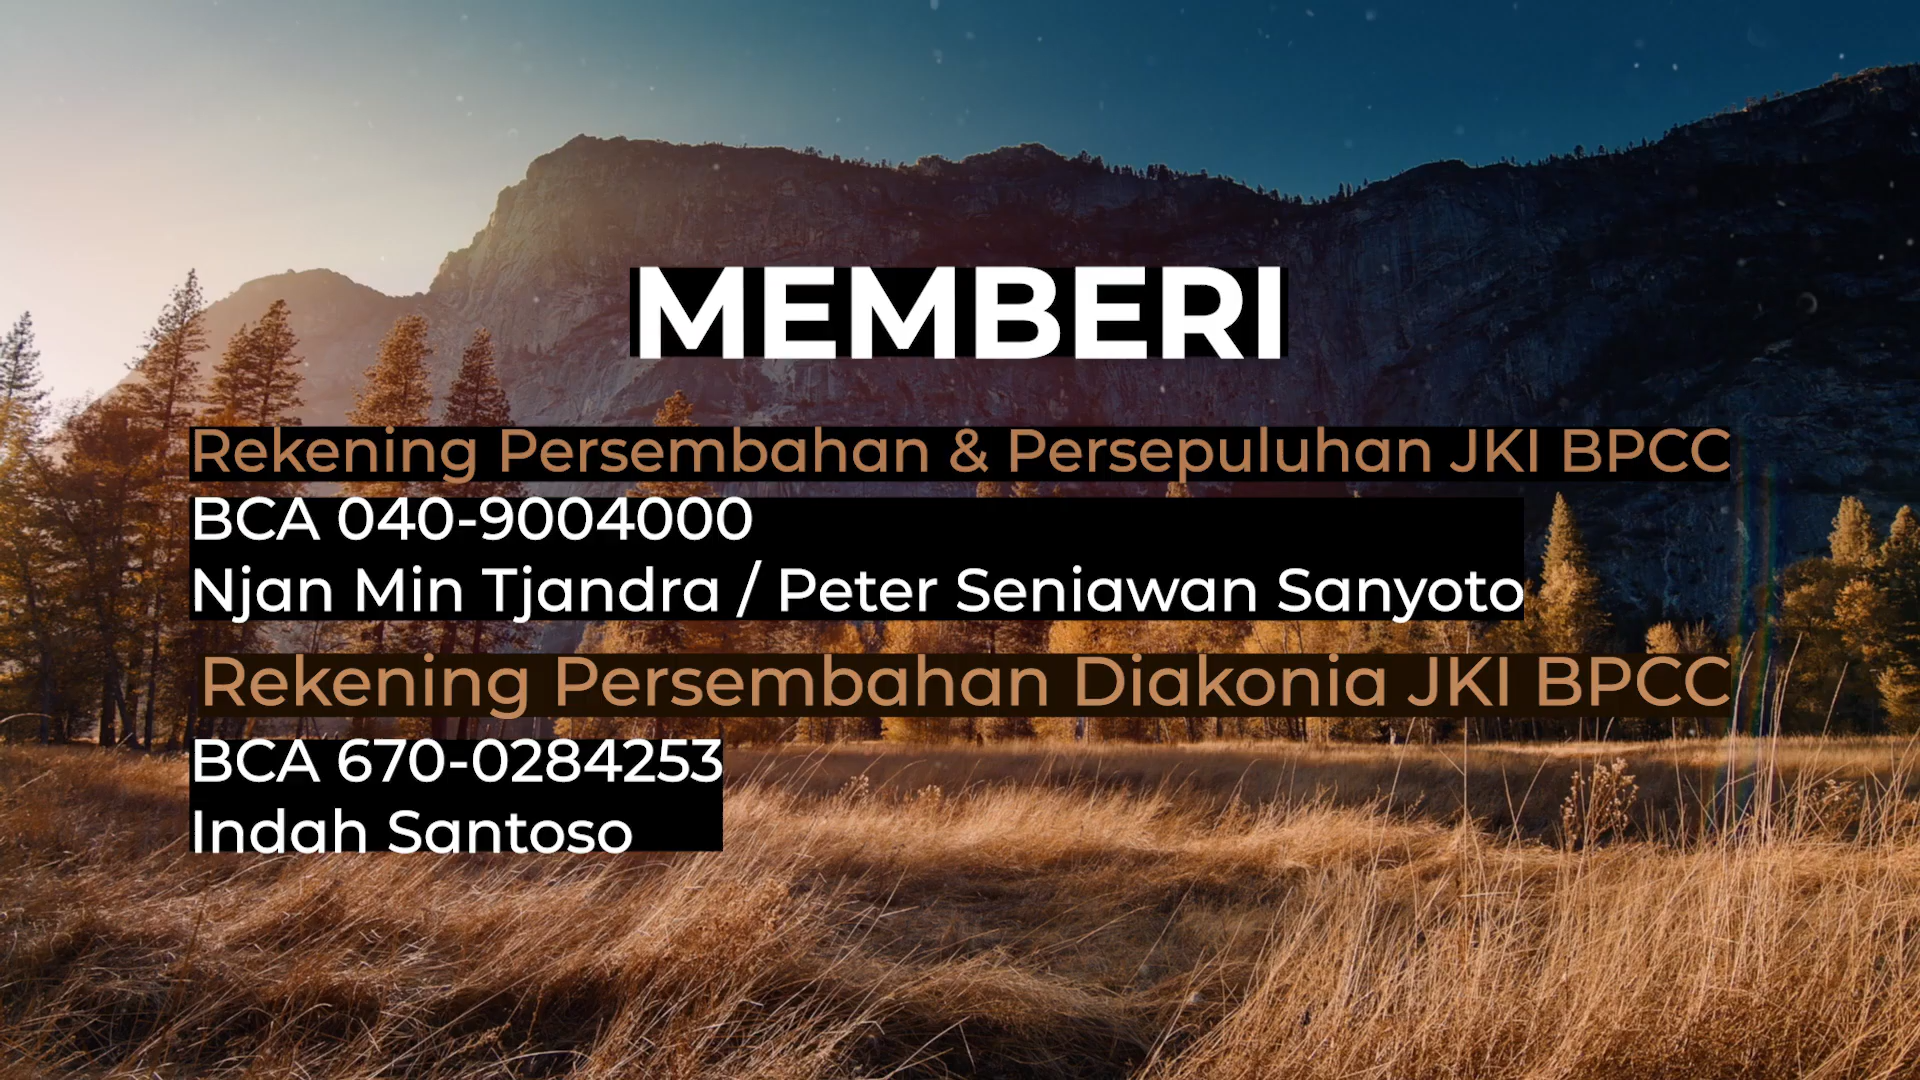 MEMBERI
Rekening Persembahan & Persepuluhan JKI BPCC
BCA 040-9004000
Njan Min Tjandra / Peter Seniawan Sanyoto
Rekening Persembahan Diakonia JKI BPCC
BCA 670-0284253
Indah Santoso